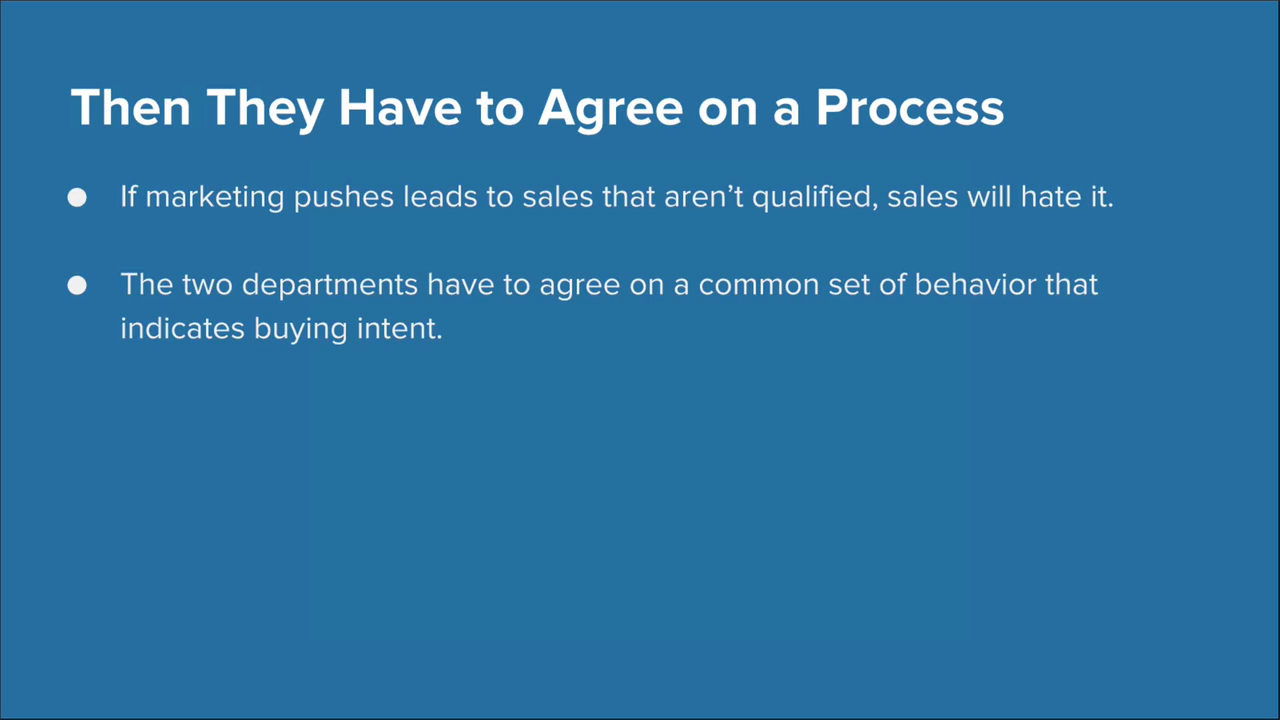 Then They Have to Agree on a Process
● If marketing pushes leads to sales that aren’t qualified, sales will hate it.
● The two departments have to agree on a common set of behavior that
indicates buying intent.